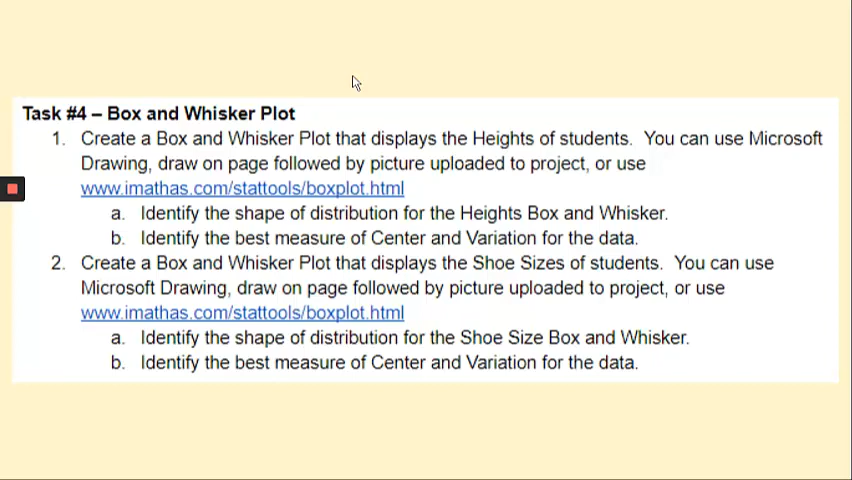 Task #4 – Box and Whisker Plot
1. Create a Box and Whisker Plot that displays the Heights of students.  You can use Microsoft
Drawing, draw on page followed by picture uploaded to project, or use
www.imathas.com/stattools/boxplot.html
a. Identify the shape of distribution for the Heights Box and Whisker.
b. Identify the best measure of Center and Variation for the data.
2. Create a Box and Whisker Plot that displays the Shoe Sizes of students.  You can use
Microsoft Drawing, draw on page followed by picture uploaded to project, or use
www.imathas.com/stattools/boxplot.html
a. Identify the shape of distribution for the Shoe Size Box and Whisker.
b. Identify the best measure of Center and Variation for the data.